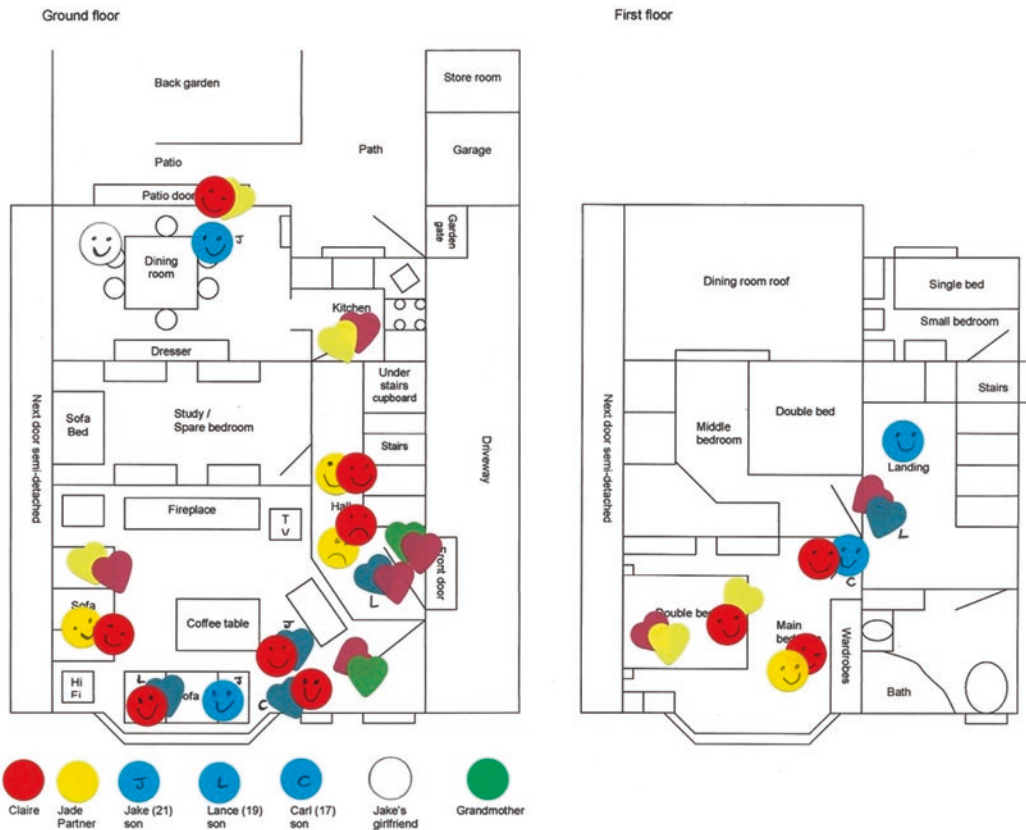 Ground floor
First floor
Back garden
Store room
Path
Garage
Patio
Patio door
Garden
gate
J
Dining
room
Kitchen
Dresser
Under
stairs
cupboard
Next door semi-detached
Sofa
Bed
Study /
Spare bedroom
Stairs
Driveway
Fireplace
T
V
Hall
Front door
L
Sofa
Coffee table
J
Hi
Fi
L
J
C
Dining room roof
Single bed
Small bedroom
Next door semi-detached
Middle
bedroom
Double bed
Stairs
Landing
L
C
Double bed
Main
Wardrobes
Bath
J
L
C
Claire
Jade
Partner
Jake (21)
son
Lance (19)
son
Carl (17)
son
Jake's
girlfriend
Grandmother